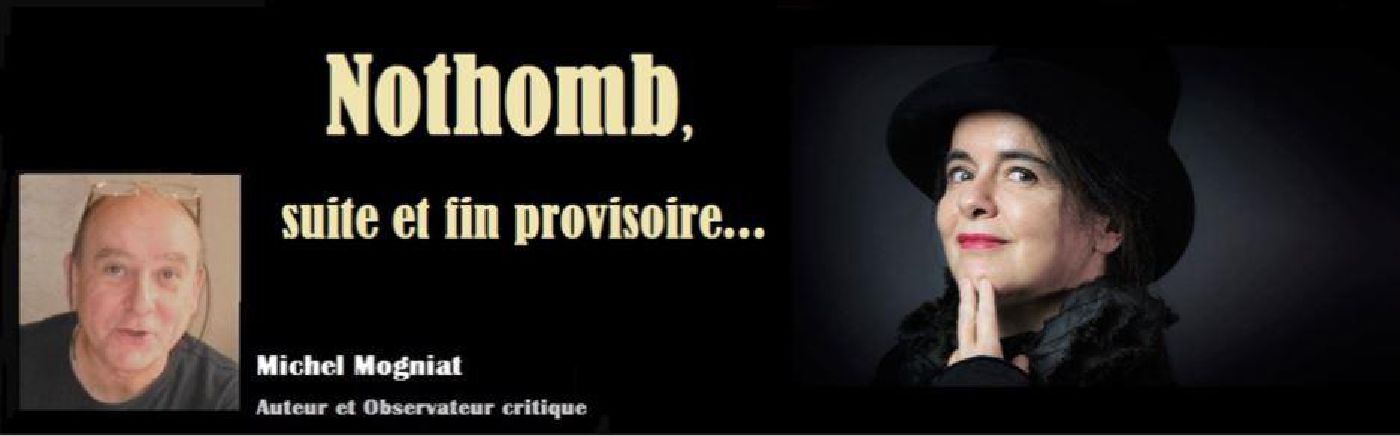 Nothomb,
suite et fin provisoire...
Michel Mogniat
Auteur et Observateur critique